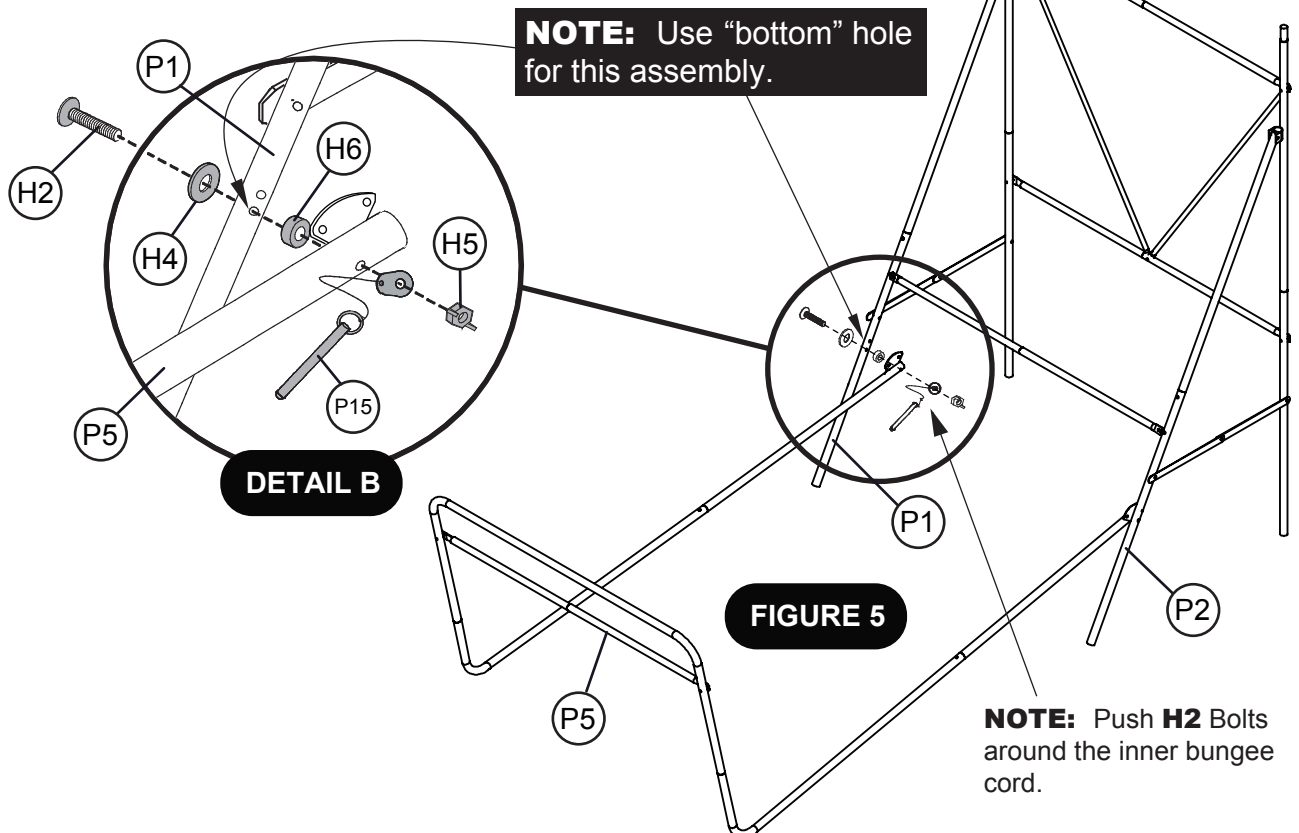 NOTE: Use “bottom” hole
for this assembly.
P1
H6
H2
H4
H5
P15
P5
DETAIL B
P1
FIGURE 5
P2
P5
NOTE: Push H2 Bolts
around the inner bungee
cord.